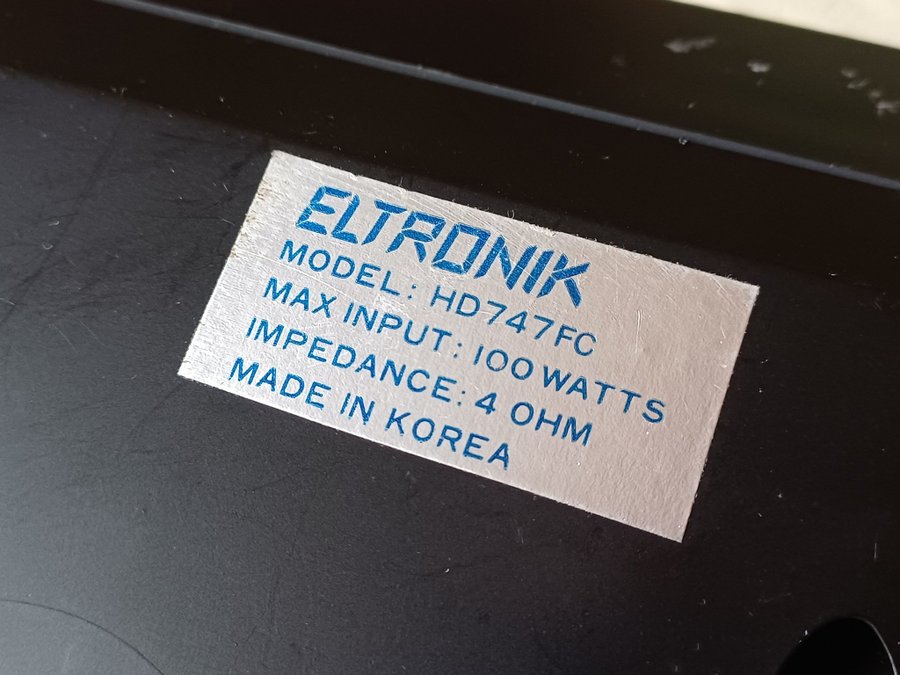 ELTRONIK
MODEL: HD747FC
MAX INPUT: 100 WATTS
IMPEDANCE: 4 OHM
MADE IN KOREA